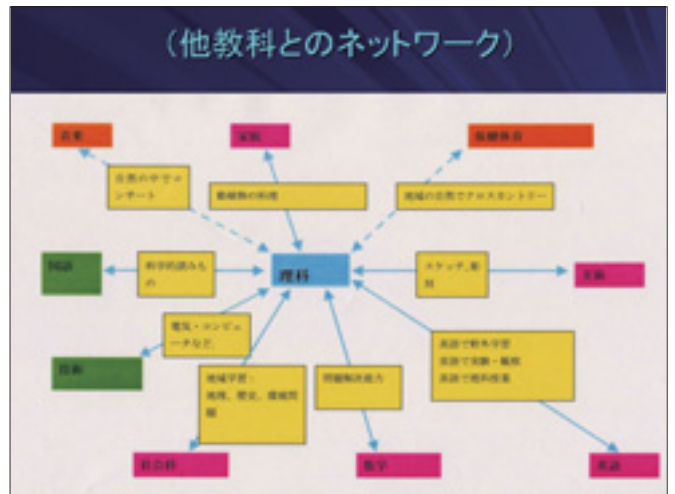 (他教科とのネットワーク)
音楽
家庭
保健体育
自然の中でコ
ンサート
動植物の料理
地域の自然でクロスカントリー
国語
科学的読みも
の
理科
スケッチ、彫
刻
美術
電気・コンピュ
ータなど
技術
地域学習:
地理、歴史、環境問
題
問題解決能力
英語で野外学習
英語で実験・観察
英語で理科授業
社会科
数学
英語